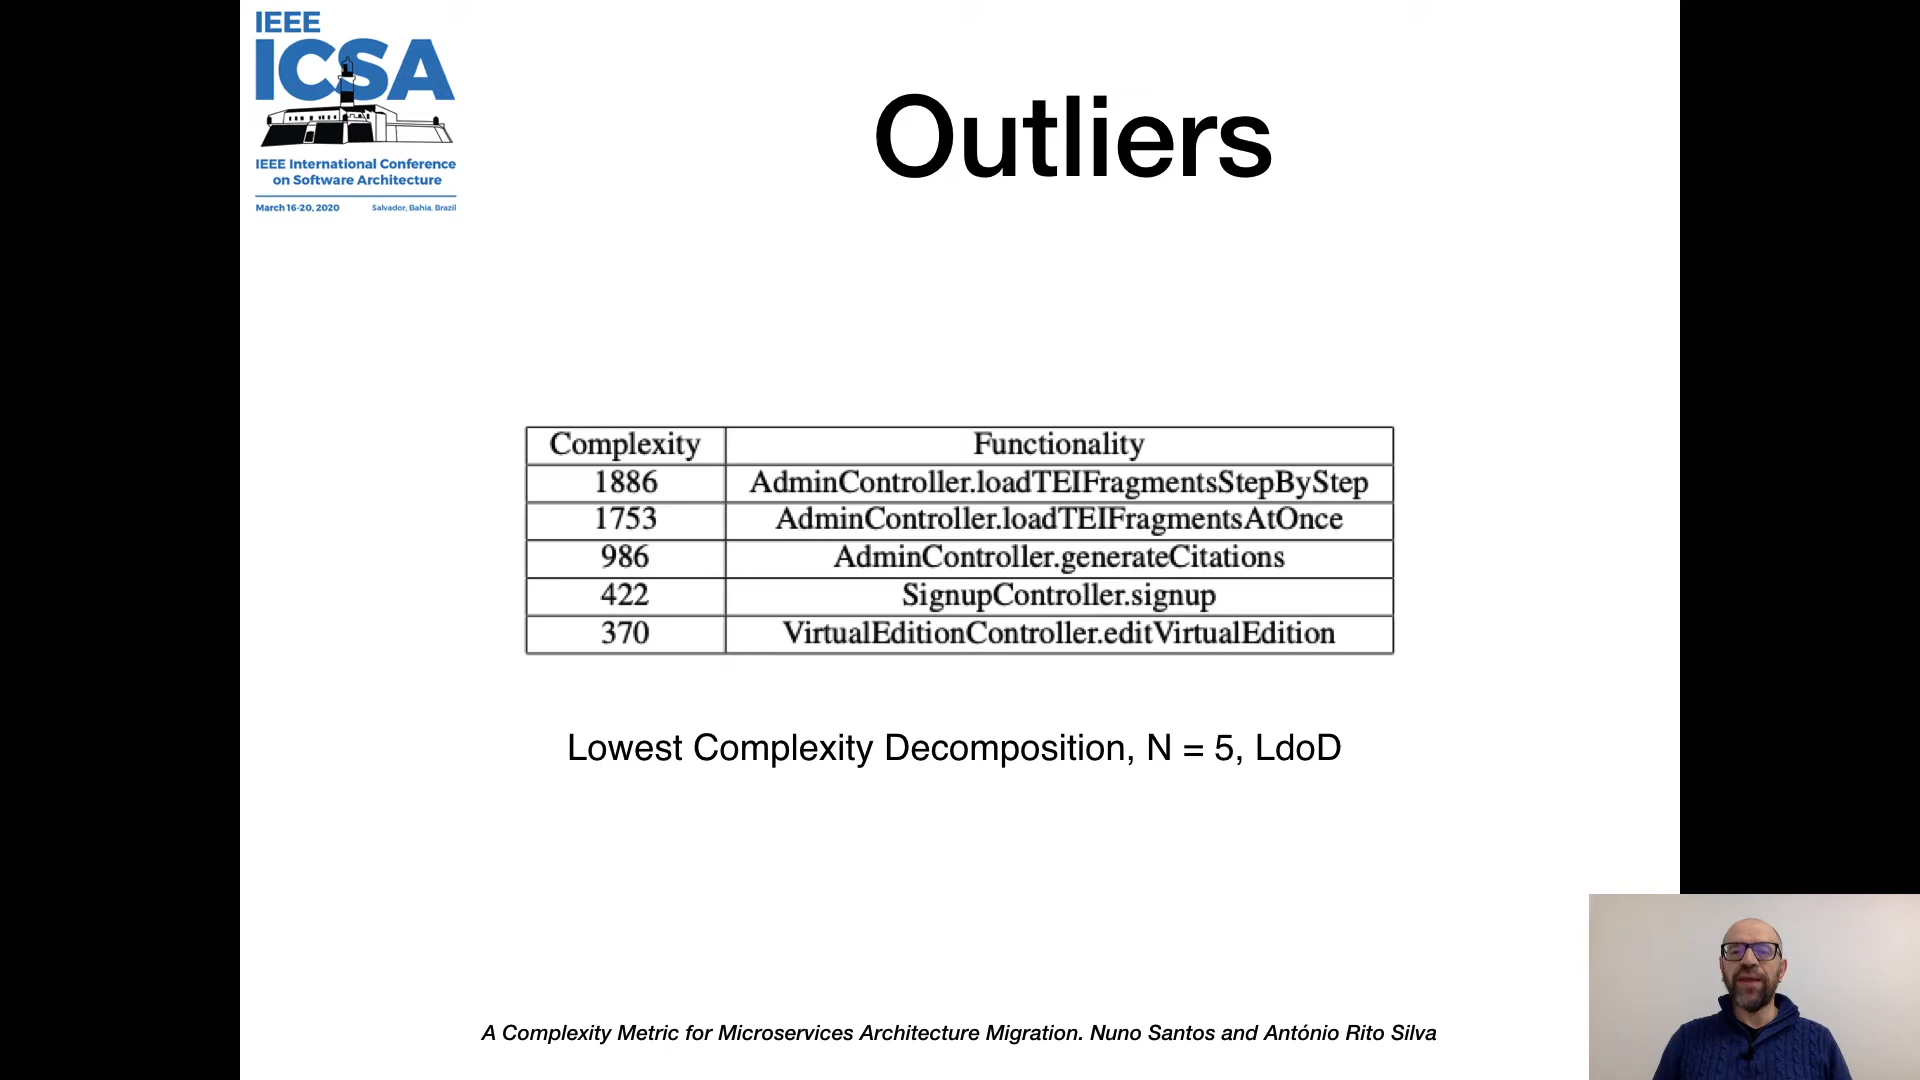 IEEE
ICSA
IEEE International Conference
on Software Architecture
March 16-20, 2020 Salvador, Bahia, Brazil
Outliers
Complexity Functionality
1886 AdminController.loadTEIFragmentsStepByStep
1753 AdminController.loadTEIFragmentsAtOnce
986 AdminController.generateCitations
422 SignupController.signup
370 VirtualEditionController.editVirtualEdition
Lowest Complexity Decomposition, N = 5, LdoD
A Complexity Metric for Microservices Architecture Migration. Nuno Santos and António Rito Silva